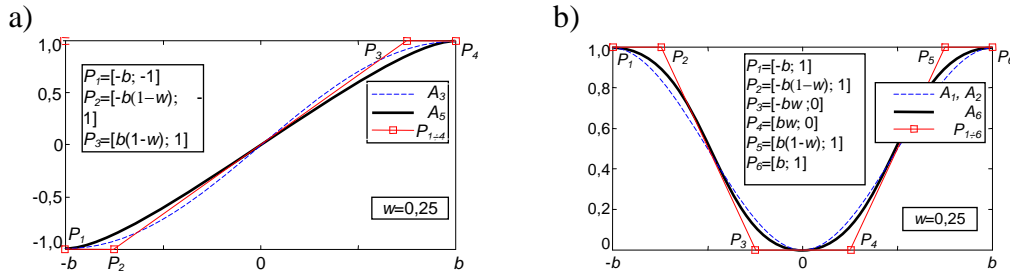 a)
1,0
0,5
0
-0,5
-1,0
-b
0
b
P1
P2
P3
P4
P1=[-b; -1]
P2=[-b(1-w); -
1]
P3=[b(1-w); 1]
A3
A5
P1÷4
w=0,25
b)
1,0
0,8
0,6
0.4
0.2
0
-b
0
b
P1
P2
P3
P4
P5
P6
P1=[-b; 1]
P2=[-b(1-w); 1]
P3=[-bw ;0]
P4=[bw; 0]
P5=[b(1-w); 1]
P6=[b; 1]
A1, A2
A6
P1÷6
w=0,25